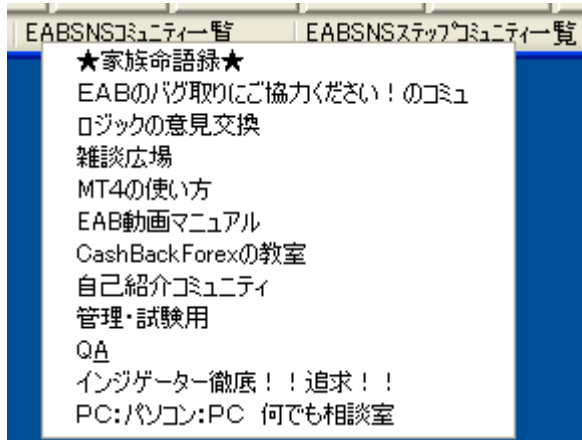 EABSNSコミュニティー覧 EABSNSステップコミュニティー覧
★家族命語録★
EABのバグ取りにご協力ください！のコミュ
ロジックの意見交換
雑談広場
MT4の使い方
EAB動画マニュアル
CashBackForexの教室
自己紹介コミュニティ
管理・試験用
QA
インジゲーター徹底！！追求！！
PC:パソコン:PC 何でも相談室